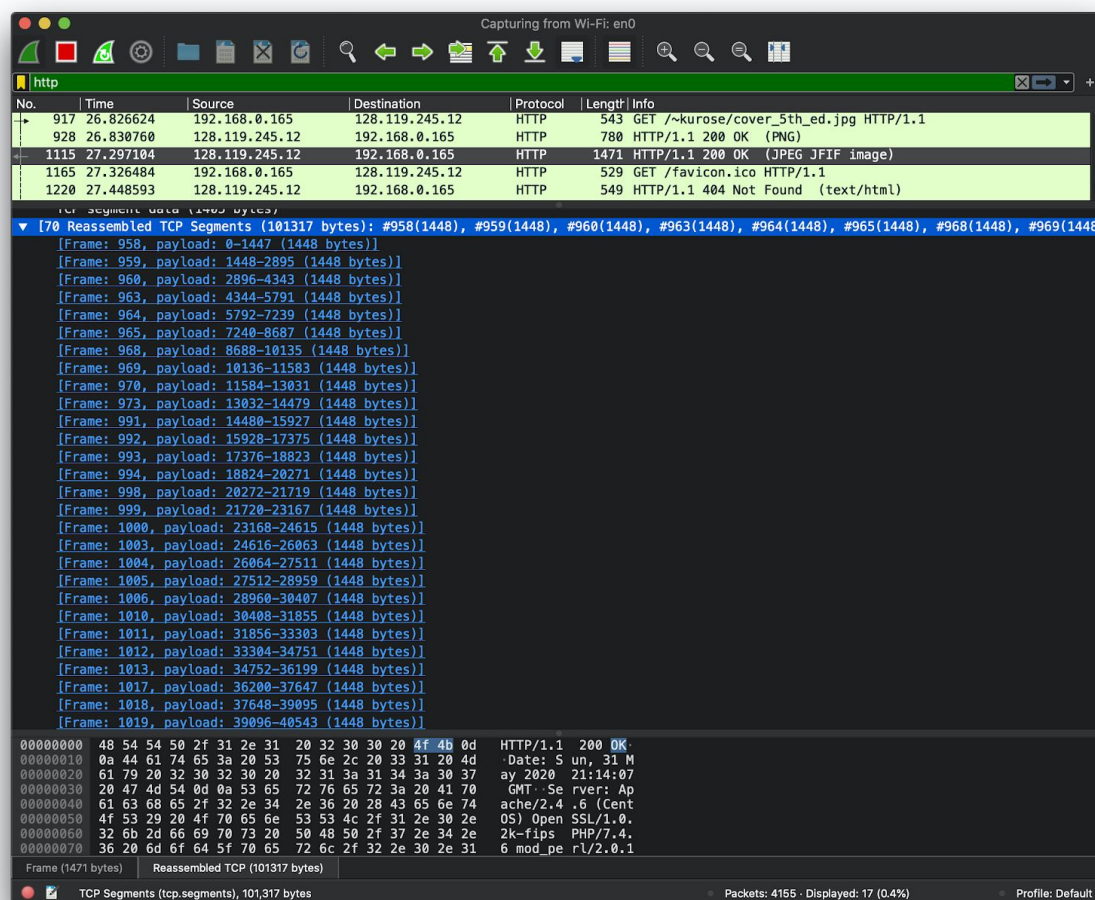 Capturing from Wi-Fi: en0
http
No. Time Source Destination Protocol Length Info
917 26.826624 192.168.0.165 128.119.245.12 HTTP 543 GET /~kurose/cover_5th_ed.jpg HTTP/1.1
928 26.830760 128.119.245.12 192.168.0.165 HTTP 780 HTTP/1.1 200 OK (PNG)
1115 27.297104 128.119.245.12 192.168.0.165 HTTP 1471 HTTP/1.1 200 OK (JPEG JFIF image)
1165 27.326484 192.168.0.165 128.119.245.12 HTTP 529 GET /favicon.ico HTTP/1.1
1220 27.448593 128.119.245.12 192.168.0.165 HTTP 549 HTTP/1.1 404 Not Found (text/html)
TCP segment data (1405 bytes)
[70 Reassembled TCP Segments (101317 bytes): #958(1448), #959(1448), #960(1448), #963(1448), #964(1448), #965(1448), #968(1448), #969(1448
[Frame: 958, payload: 0-1447 (1448 bytes)]
[Frame: 959, payload: 1448-2895 (1448 bytes)]
[Frame: 960, payload: 2896-4343 (1448 bytes)]
[Frame: 963, payload: 4344-5791 (1448 bytes)]
[Frame: 964, payload: 5792-7239 (1448 bytes)]
[Frame: 965, payload: 7240-8687 (1448 bytes)]
[Frame: 968, payload: 8688-10135 (1448 bytes)]
[Frame: 969, payload: 10136-11583 (1448 bytes)]
[Frame: 970, payload: 11584-13031 (1448 bytes)]
[Frame: 973, payload: 13032-14479 (1448 bytes)]
[Frame: 991, payload: 14480-15927 (1448 bytes)]
[Frame: 992, payload: 15928-17375 (1448 bytes)]
[Frame: 993, payload: 17376-18823 (1448 bytes)]
[Frame: 994, payload: 18824-20271 (1448 bytes)]
[Frame: 998, payload: 20272-21719 (1448 bytes)]
[Frame: 999, payload: 21720-23167 (1448 bytes)]
[Frame: 1000, payload: 23168-24615 (1448 bytes)]
[Frame: 1003, payload: 24616-26063 (1448 bytes)]
[Frame: 1004, payload: 26064-27511 (1448 bytes)]
[Frame: 1005, payload: 27512-28959 (1448 bytes)]
[Frame: 1006, payload: 28960-30407 (1448 bytes)]
[Frame: 1010, payload: 30408-31855 (1448 bytes)]
[Frame: 1011, payload: 31856-33303 (1448 bytes)]
[Frame: 1012, payload: 33304-34751 (1448 bytes)]
[Frame: 1013, payload: 34752-36199 (1448 bytes)]
[Frame: 1017, payload: 36200-37647 (1448 bytes)]
[Frame: 1018, payload: 37648-39095 (1448 bytes)]
[Frame: 1019, payload: 39096-40543 (1448 bytes)]
00000000 48 54 54 50 2f 31 2e 31 20 32 30 30 20 4f 4b 0d HTTP/1.1 200 OK·
00000010 0a 44 61 74 65 3a 20 53 75 6e 2c 20 33 31 20 4d ·Date: S un, 31 M
00000020 61 79 20 32 30 32 30 20 32 31 3a 31 34 3a 30 37 ay 2020 21:14:07
00000030 20 47 4d 54 0d 0a 53 65 72 76 65 72 3a 20 41 70 GMT··Se rver: Ap
00000040 61 63 68 65 2f 32 2e 34 2e 36 20 28 43 65 6e 74 ache/2.4 .6 (Cent
00000050 4f 53 29 20 4f 70 65 6e 53 53 4c 2f 31 2e 30 2e OS) Open SSL/1.0.
00000060 32 6b 2d 66 69 70 73 20 50 48 50 2f 37 2e 34 2e 2k-fips PHP/7.4.
00000070 36 20 6d 6f 64 5f 70 65 72 6c 2f 32 2e 30 2e 31 6 mod_pe rl/2.0.1
Frame (1471 bytes) Reassembled TCP (101317 bytes)
TCP Segments (tcp.segments), 101,317 bytes Packets: 4155 · Displayed: 17 (0.4%) Profile: Default